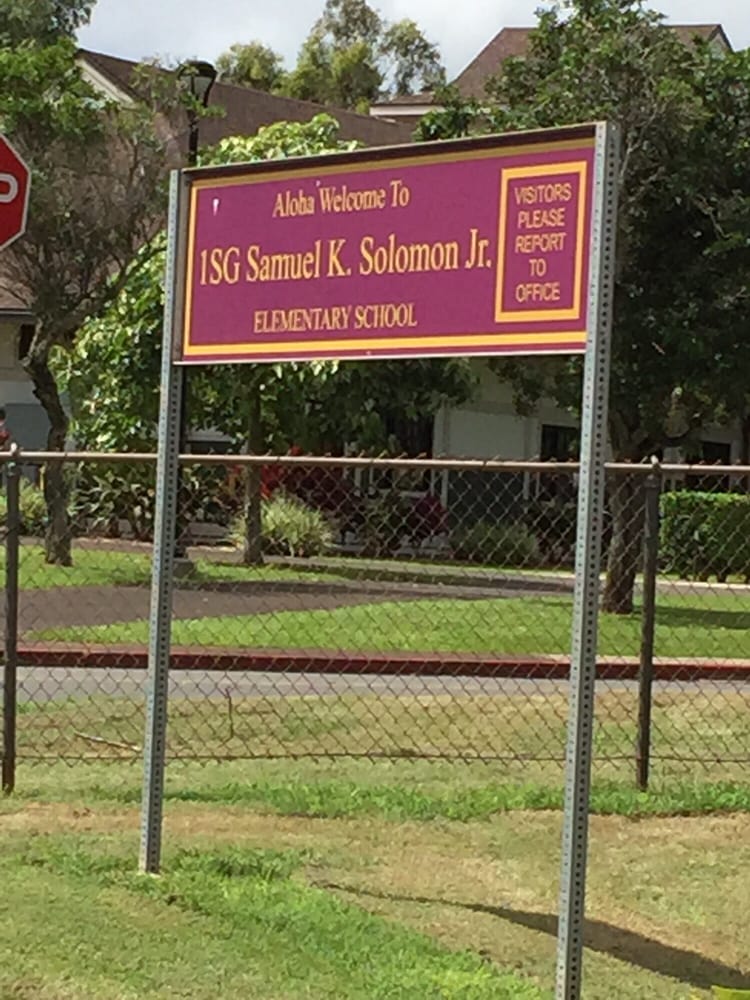 Aloha Welcome To
1SG Samuel K. Solomon Jr.
ELEMENTARY SCHOOL
VISITORS
PLEASE
REPORT
TO
OFFICE